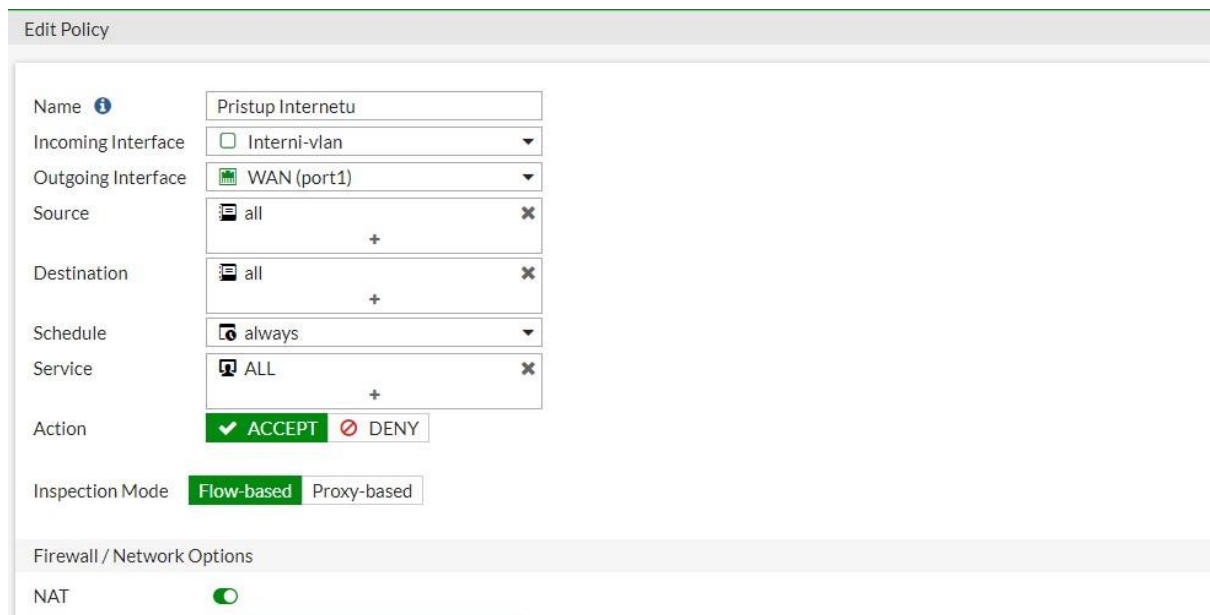 Edit Policy
Name Pristup Internetu
Incoming Interface Interni-vlan
Outgoing Interface WAN (port1)
Source all
+
Destination all
+
Schedule always
Service ALL
+
Action ACCEPT DENY
Inspection Mode Flow-based Proxy-based
Firewall / Network Options
NAT